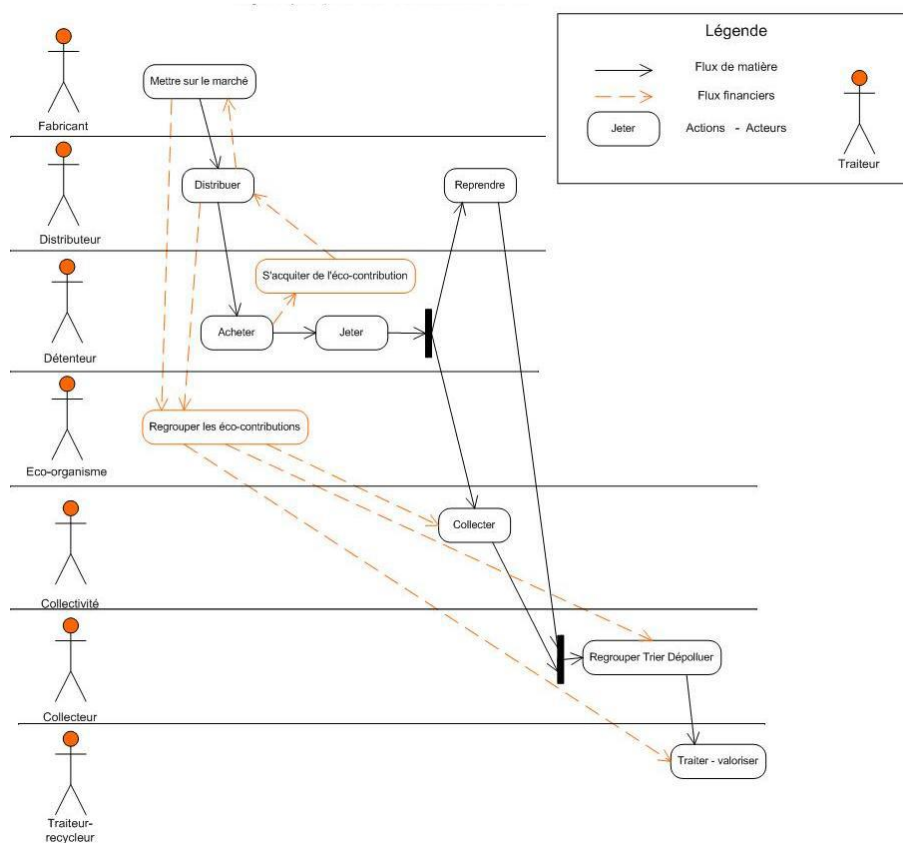 Légende
Flux de matière
Flux financiers
Jeter
Actions - Acteurs
Traiteur
Mettre sur le marché
Fabricant
Distribuer
Reprendre
Distributeur
S'acquiter de l'éco-contribution
Acheter
Jeter
Détenteur
Regrouper les éco-contributions
Eco-organisme
Collecter
Collectivité
Regrouper Trier Dépolluer
Collecteur
Traiter - valoriser
Traiteur-
recycleur